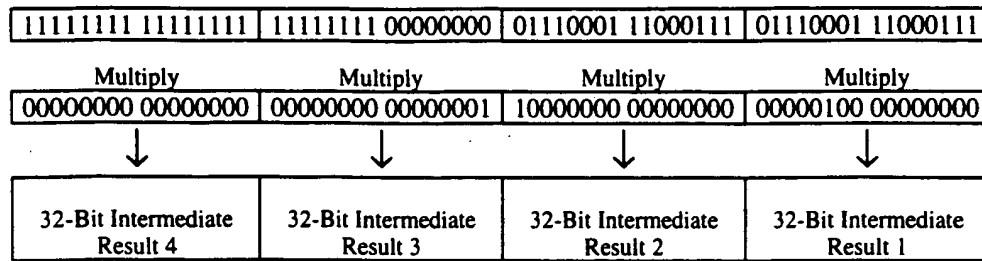 11111111 11111111 11111111 00000000 01110001 11000111 01110001 11000111
Multiply Multiply Multiply Multiply
00000000 00000000 00000000 00000001 10000000 00000000 00000100 00000000
32-Bit Intermediate 32-Bit Intermediate 32-Bit Intermediate 32-Bit Intermediate
Result 4 Result 3 Result 2 Result 1